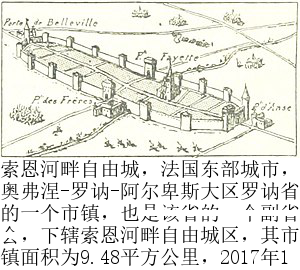 Porte de Belleville
Pte Fayette
P. des Frères
P. d'Anse
索恩河畔自由城，法国东部城市，
奥弗涅-罗讷-阿尔卑斯大区罗讷省
的一个市镇，也是该省的一个副省
会，下辖索恩河畔自由城区，其市
镇面积为9.48平方公里，2017年1